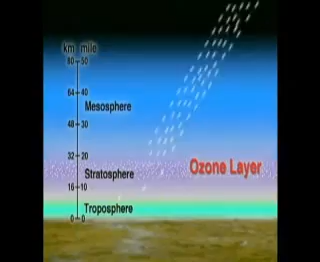 km mile
80 50
64 40
Mesosphere
48 30
32 20
Ozone Layer
Stratosphere
16 10
Troposphere
0 0